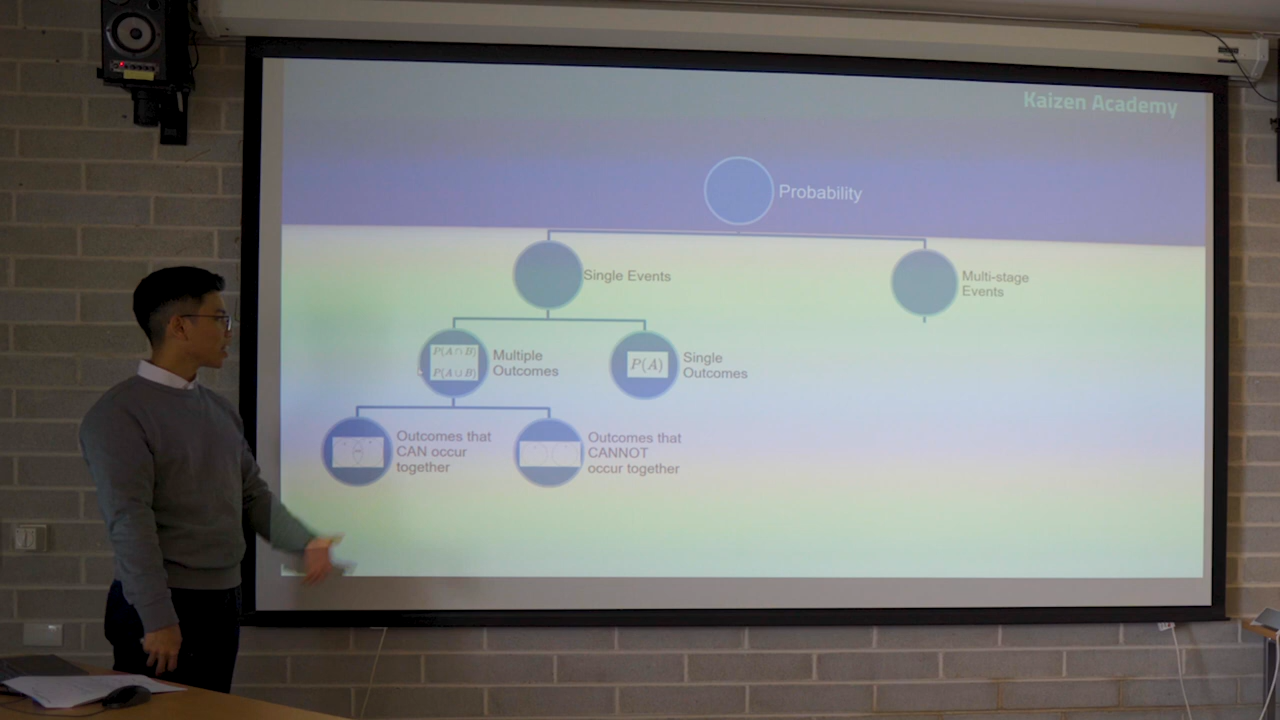 Kaizen Academy
Probability
Single Events
Multi-stage
Events
P(A ∩ B)
P(A ∪ B)
Multiple
Outcomes
P(A)
Single
Outcomes
Outcomes that
CAN occur
together
Outcomes that
CANNOT
occur together